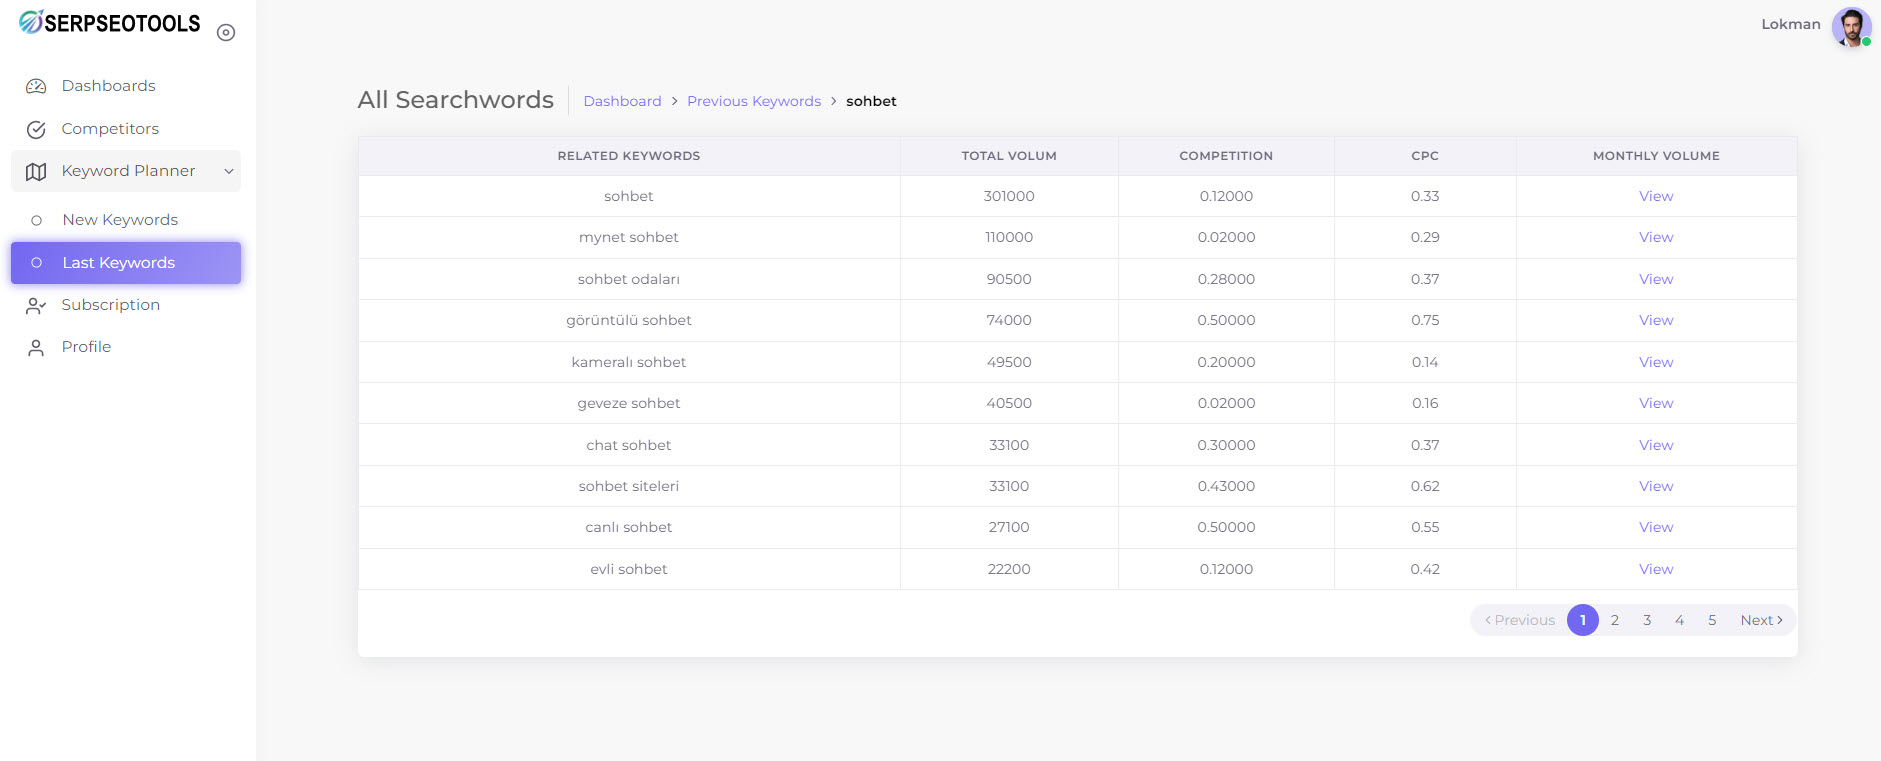 SERPSEOTOOLS
Lokman
Dashboards
Competitors
Keyword Planner
New Keywords
Last Keywords
Subscription
Profile
All Searchwords
Dashboard > Previous Keywords > sohbet
RELATED KEYWORDS TOTAL VOLUM COMPETITION CPC MONTHLY VOLUME
sohbet 301000 0.12000 0.33 View
mynet sohbet 110000 0.02000 0.29 View
sohbet odaları 90500 0.28000 0.37 View
görüntülü sohbet 74000 0.50000 0.75 View
kameralı sohbet 49500 0.20000 0.14 View
geveze sohbet 40500 0.02000 0.16 View
chat sohbet 33100 0.30000 0.37 View
sohbet siteleri 33100 0.43000 0.62 View
canlı sohbet 27100 0.50000 0.55 View
evli sohbet 22200 0.12000 0.42 View
‹ Previous 1 2 3 4 5 Next ›